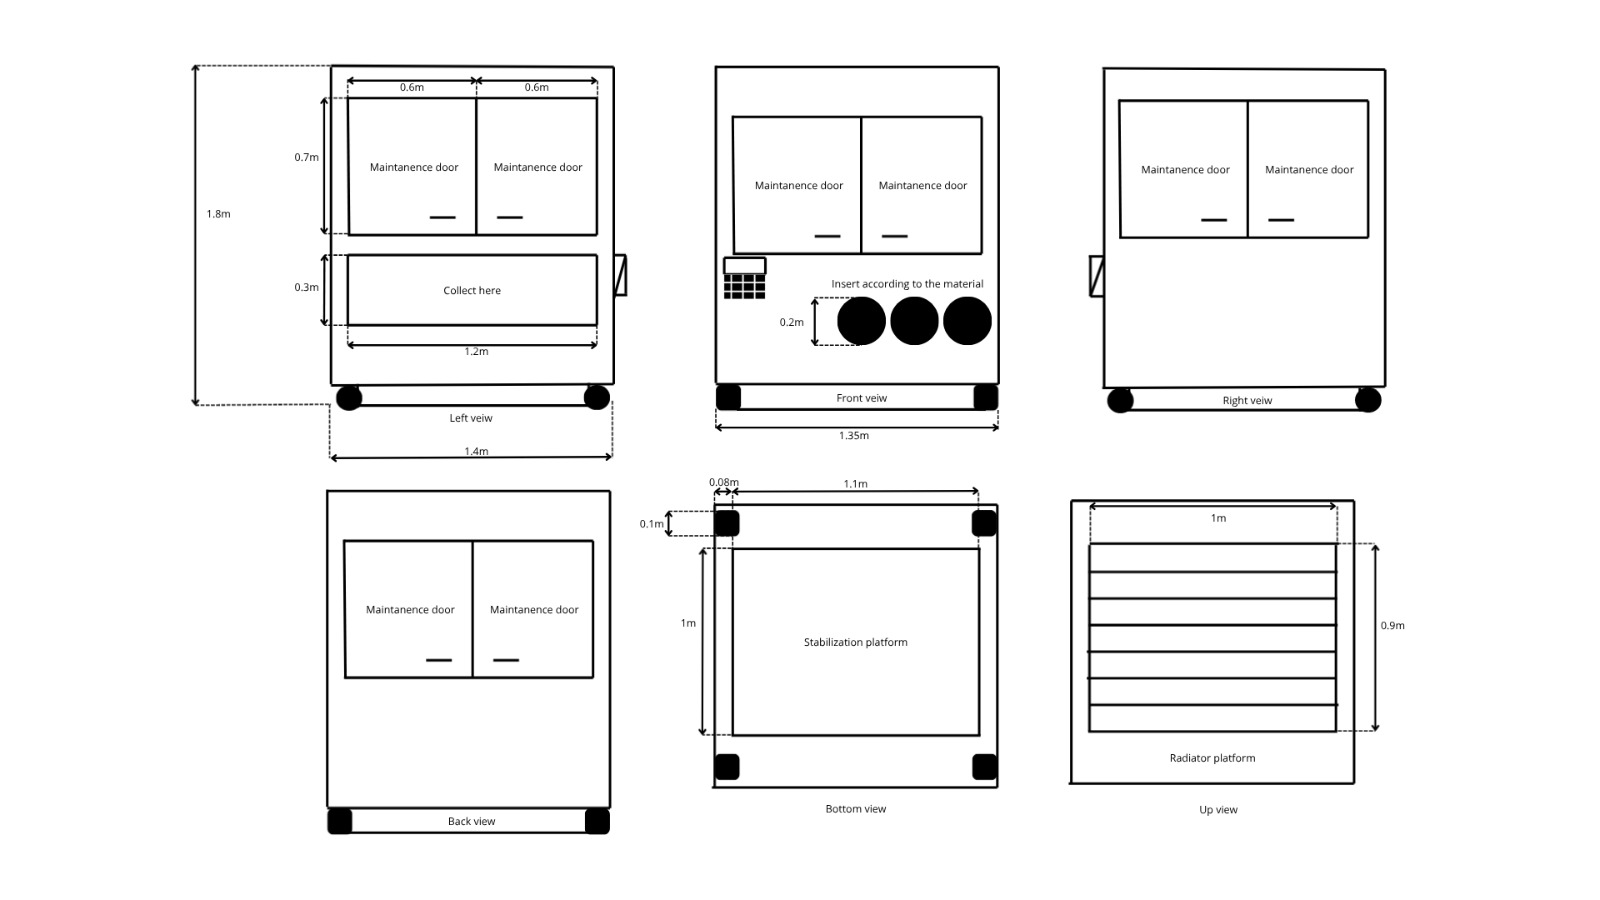 0.6m
0.6m
0.7m
Maintanence door
Maintanence door
1.8m
0.3m
Collect here
1.2m
Left veiw
1.4m
Maintanence door
Maintanence door
Insert according to the material
0.2m
Front veiw
1.35m
Maintanence door
Maintanence door
Right veiw
Maintanence door
Maintanence door
Back view
0.08m
1.1m
0.1m
1m
Stabilization platform
Bottom view
1m
0.9m
Radiator platform
Up view